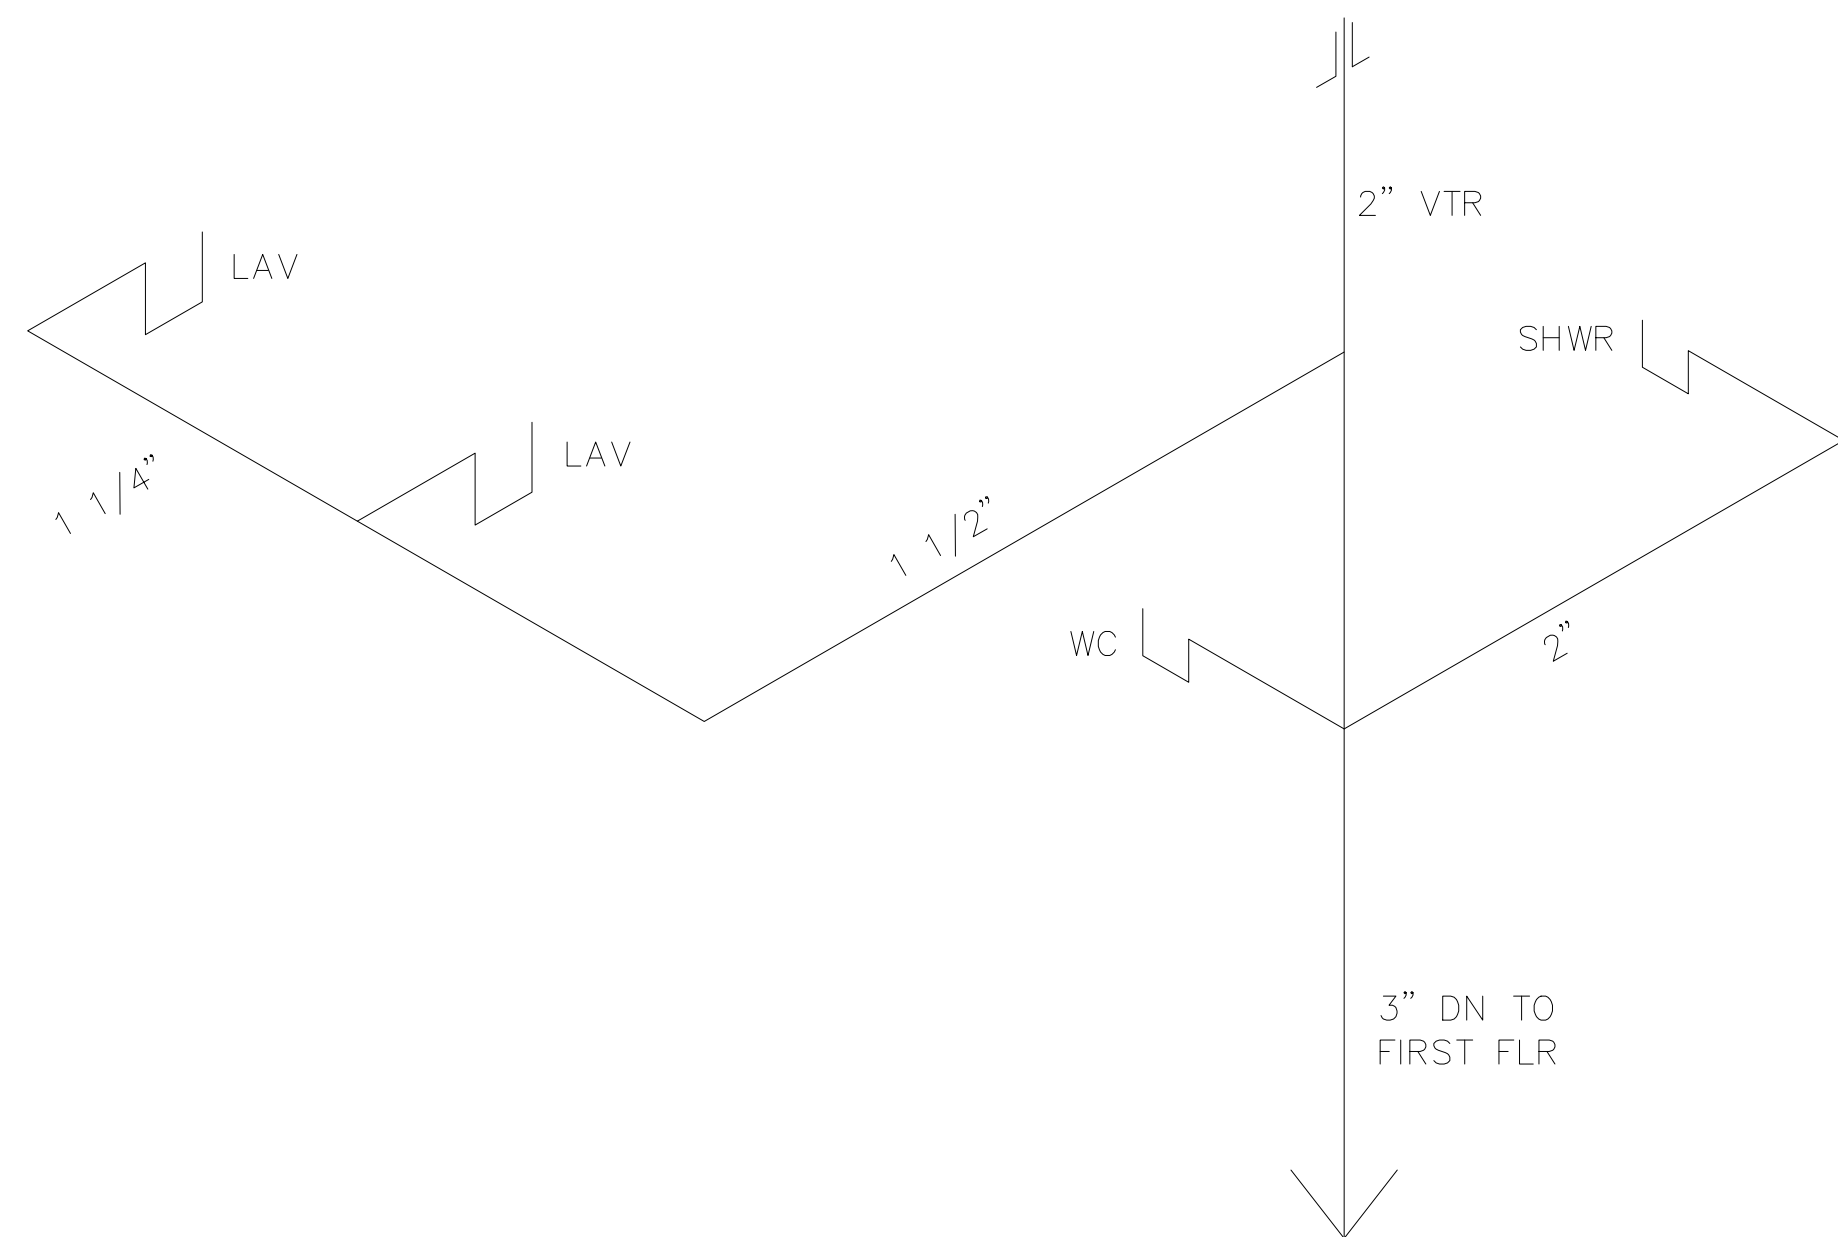 2” VTR
LAV
SHWR
LAV
1 1/4”
1 1/2”
WC
2”
3” DN TO
FIRST FLR